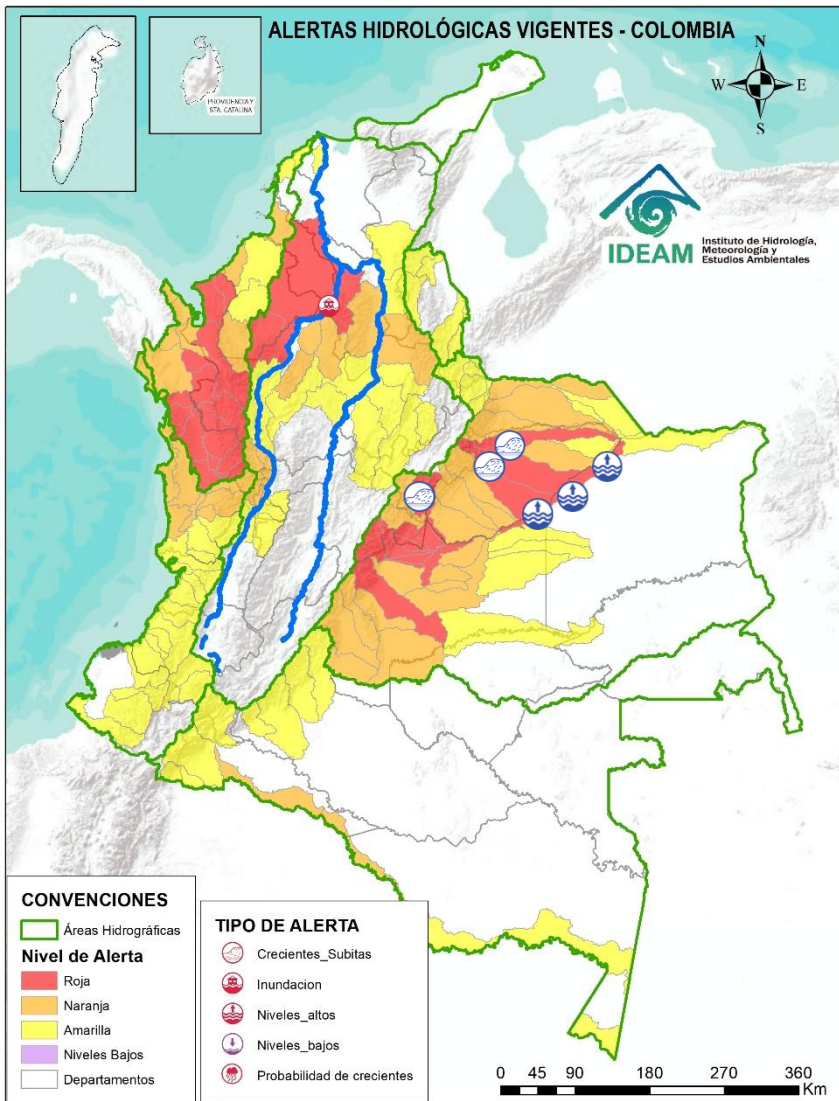 ALERTAS HIDROLÓGICAS VIGENTES - COLOMBIA
PROVIDENCIA Y
STA. CATALINA
N
W
E
S
IDEAM
Instituto de Hidrología,
Meteorología y
Estudios Ambientales
CONVENCIONES
Áreas Hidrográficas
Nivel de Alerta
Roja
Naranja
Amarilla
Niveles Bajos
Departamentos
TIPO DE ALERTA
Crecientes_Subitas
Inundacion
Niveles_altos
Niveles_bajos
Probabilidad de crecientes
0 45 90 180 270 360
Km